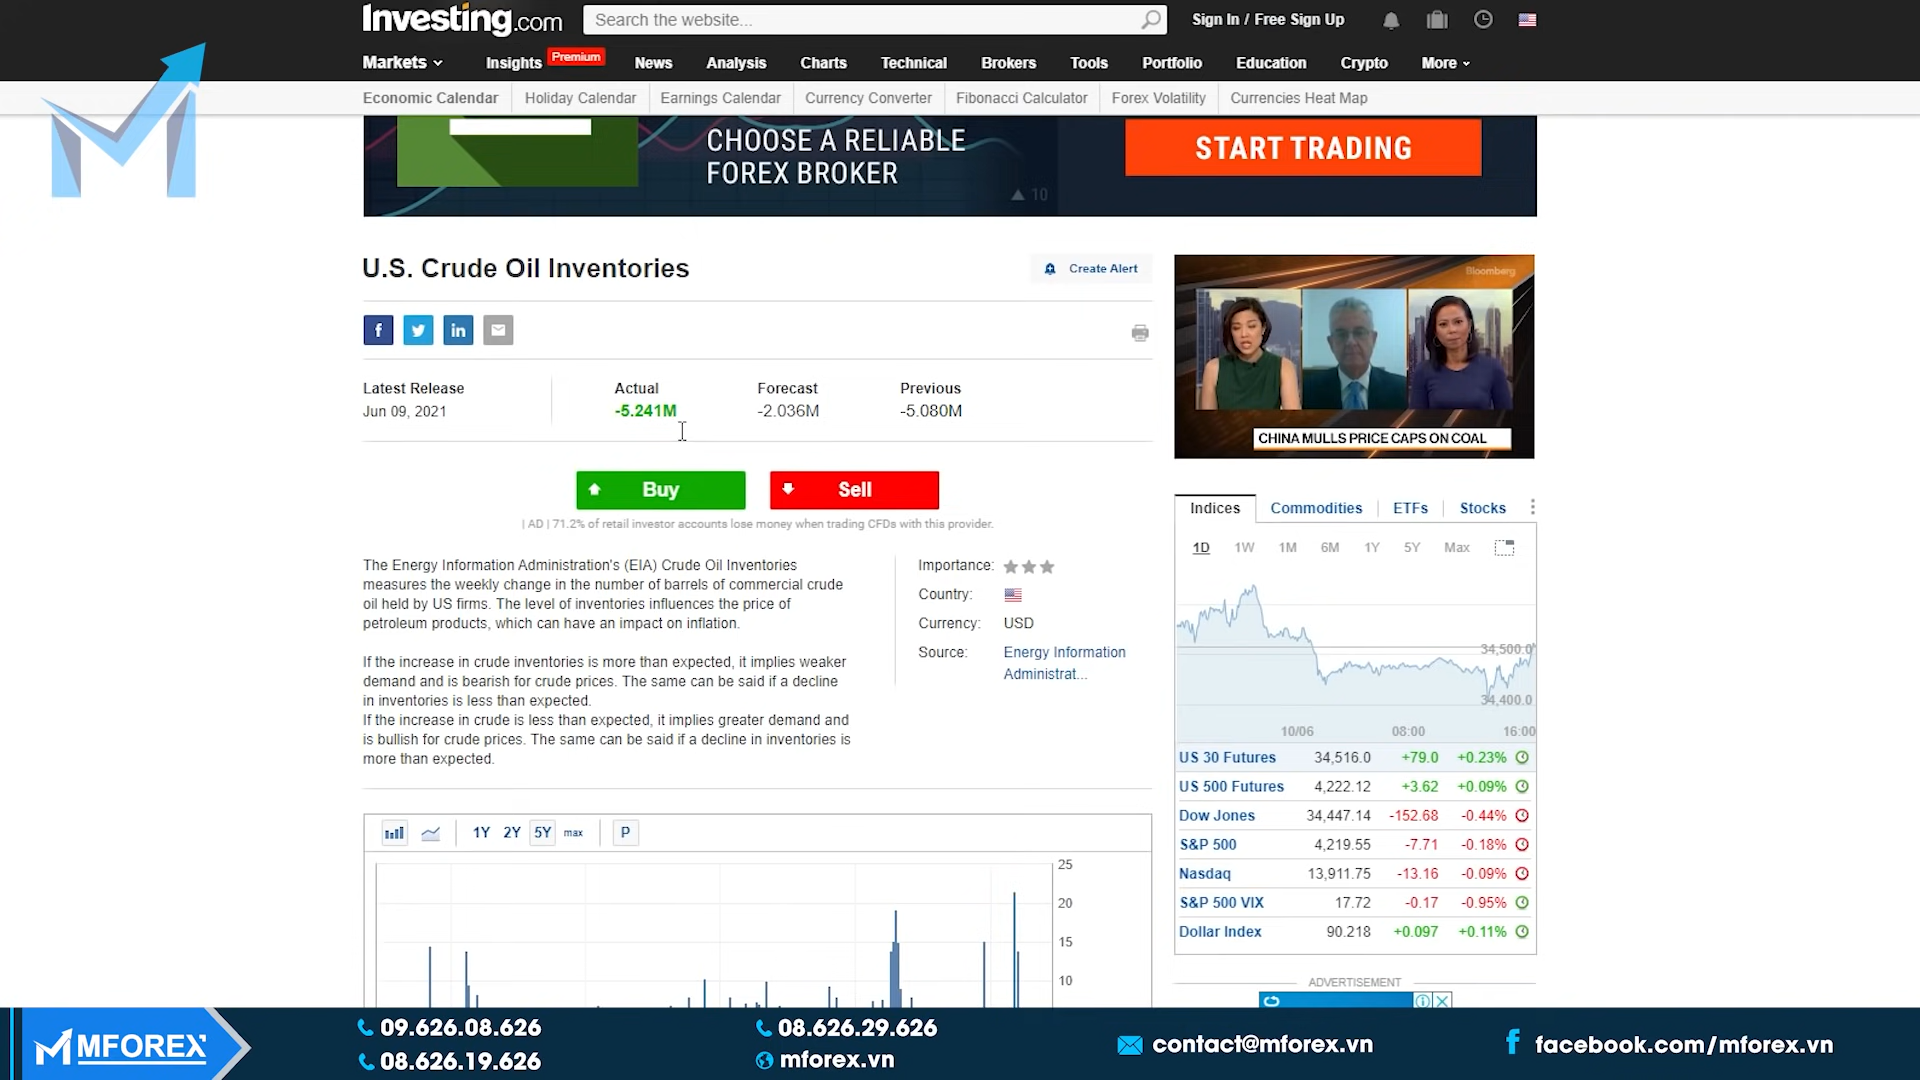 Investing.com
Search the website...
Sign In / Free Sign Up
Markets
Insights
Premium
News
Analysis
Charts
Technical
Brokers
Tools
Portfolio
Education
Crypto
More
Economic Calendar
Holiday Calendar
Earnings Calendar
Currency Converter
Fibonacci Calculator
Forex Volatility
Currencies Heat Map
CHOOSE A RELIABLE
FOREX BROKER
▲ 10
START TRADING
U.S. Crude Oil Inventories
Create Alert
Bloomberg
CHINA MULLS PRICE CAPS ON COAL
Latest Release
Jun 09, 2021
Actual
-5.241M
Forecast
-2.036M
Previous
-5.080M
Buy
Sell
| AD | 71.2% of retail investor accounts lose money when trading CFDs with this provider.
The Energy Information Administration's (EIA) Crude Oil Inventories
measures the weekly change in the number of barrels of commercial crude
oil held by US firms. The level of inventories influences the price of
petroleum products, which can have an impact on inflation.
If the increase in crude inventories is more than expected, it implies weaker
demand and is bearish for crude prices. The same can be said if a decline
in inventories is less than expected.
If the increase in crude is less than expected, it implies greater demand and
is bullish for crude prices. The same can be said if a decline in inventories is
more than expected.
Importance:
Country:
Currency: USD
Source: Energy Information
Administrat...
1Y 2Y 5Y max P
25
20
15
10
Indices
Commodities
ETFs
Stocks
1D 1W 1M 6M 1Y 5Y Max
34,500.0
34,400.0
10/06 08:00 16:00
US 30 Futures 34,516.0 +79.0 +0.23%
US 500 Futures 4,222.12 +3.62 +0.09%
Dow Jones 34,447.14 -152.68 -0.44%
S&P 500 4,219.55 -7.71 -0.18%
Nasdaq 13,911.75 -13.16 -0.09%
S&P 500 VIX 17.72 -0.17 -0.95%
Dollar Index 90.218 +0.097 +0.11%
ADVERTISEMENT
MFOREX
09.626.08.626
08.626.19.626
08.626.29.626
mforex.vn
contact@mforex.vn
facebook.com/mforex.vn